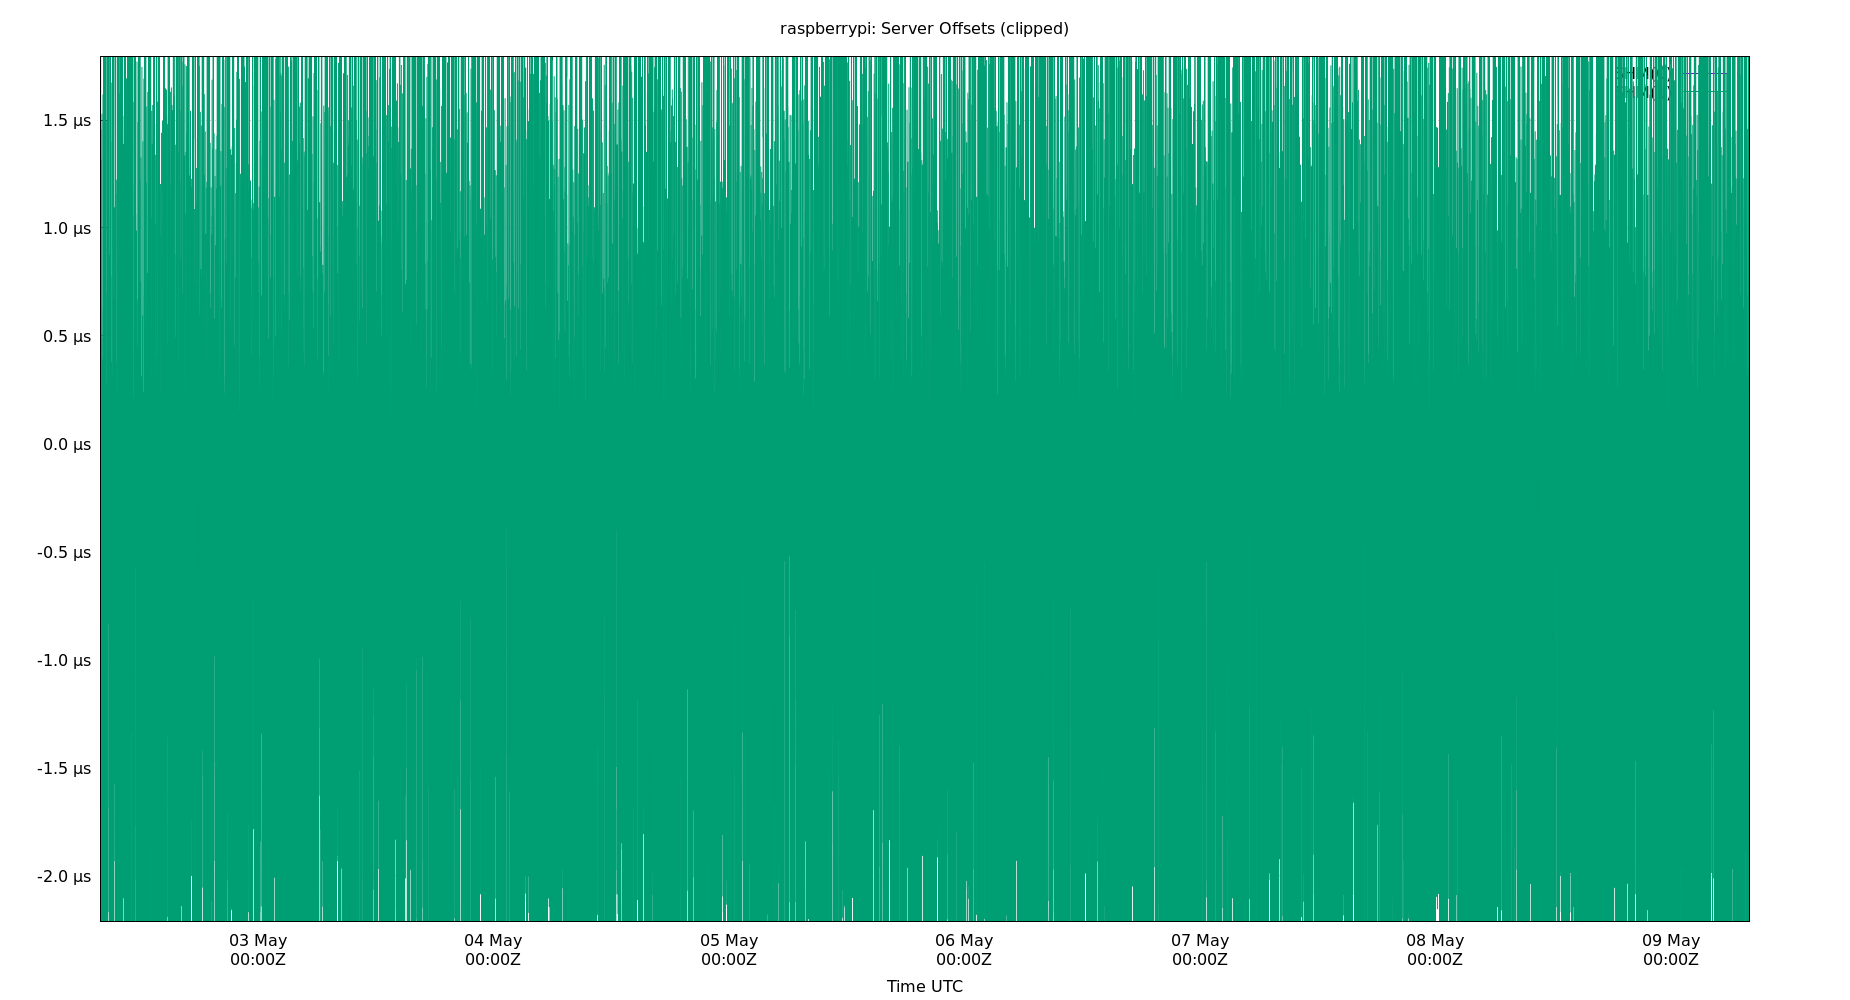 raspberrypi: Server Offsets (clipped)
1.5 µs
1.0 µs
0.5 µs
0.0 µs
-0.5 µs
-1.0 µs
-1.5 µs
-2.0 µs
03 May 04 May 05 May 06 May 07 May 08 May 09 May
00:00Z 00:00Z 00:00Z 00:00Z 00:00Z 00:00Z 00:00Z
Time UTC